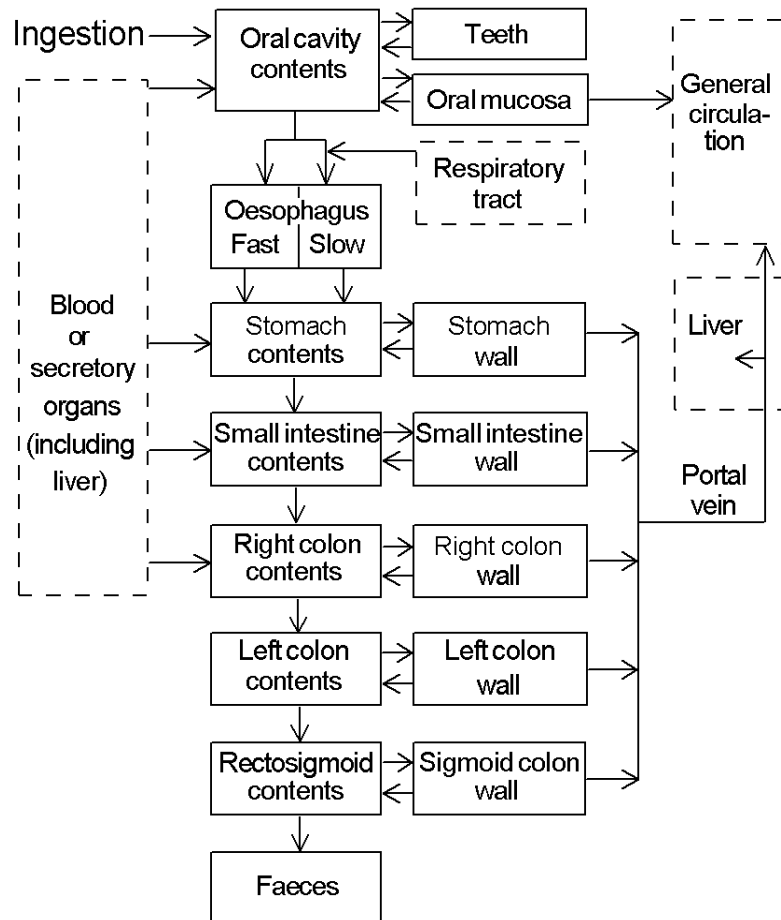 Ingestion
Oral cavity
contents
Teeth
Oral mucosa
General
circula-
tion
Respiratory
tract
Oesophagus
Fast Slow
Blood
or
secretory
organs
(including
liver)
Stomach
contents
Stomach
wall
Liver
Small intestine
contents
Small intestine
wall
Portal
vein
Right colon
contents
Right colon
wall
Left colon
contents
Left colon
wall
Rectosigmoid
contents
Sigmoid colon
wall
Faeces